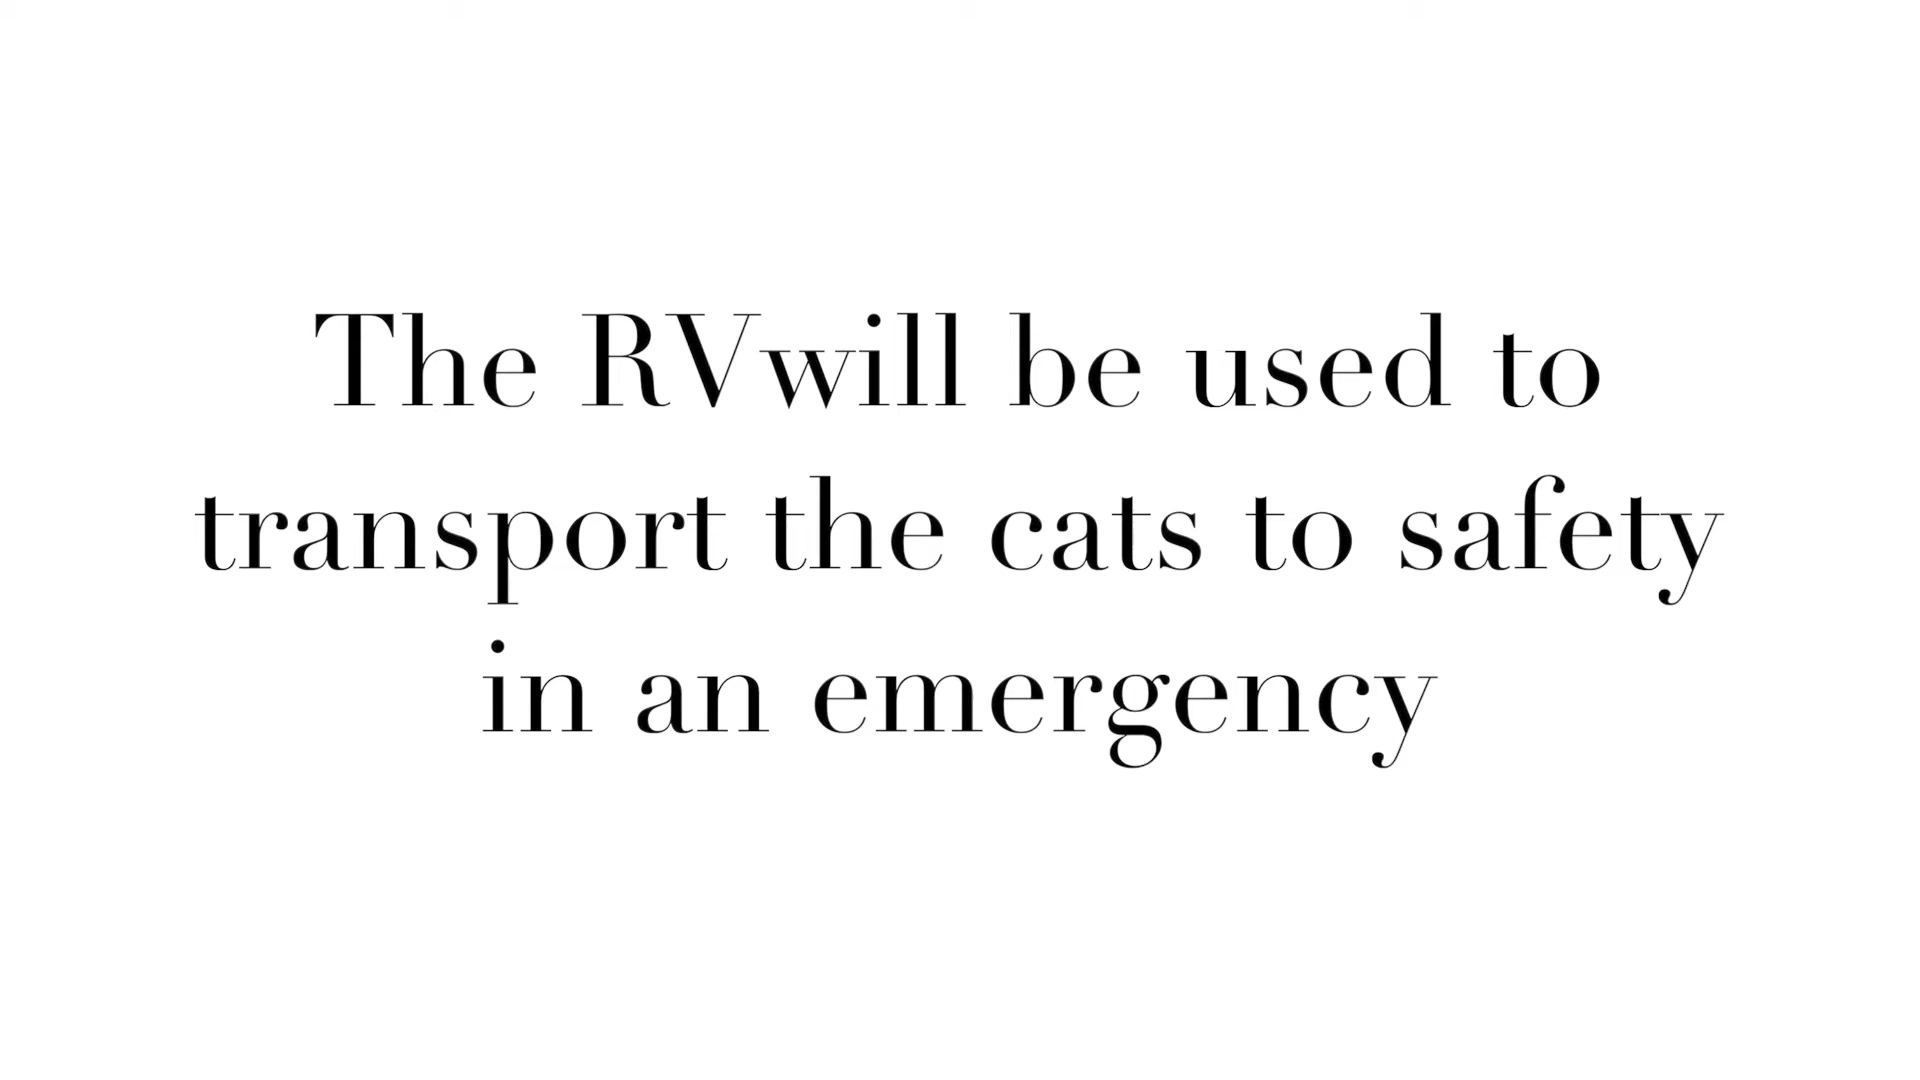 The RVwill be used to
transport the cats to safety
in an emergency